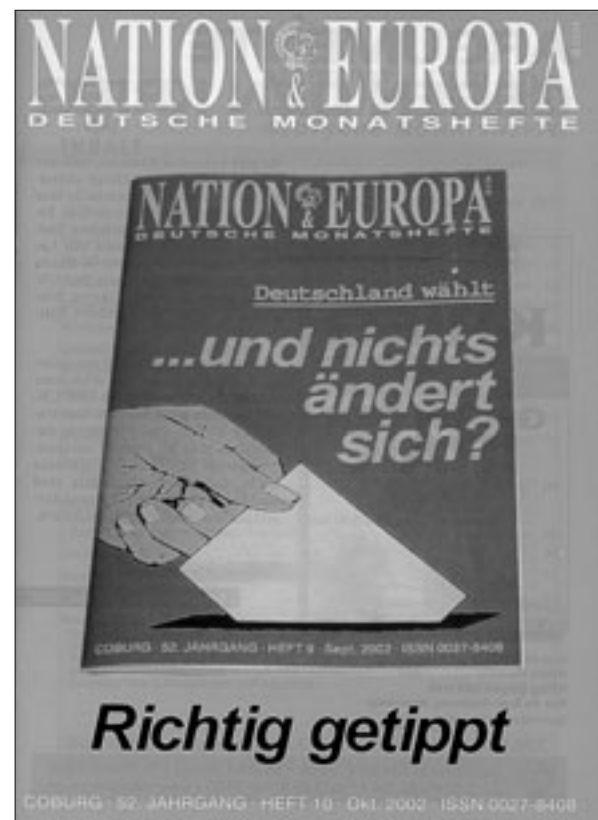 NATION & EUROPA
DEUTSCHE MONATSHEFTE
NATION & EUROPA
DEUTSCHE MONATSHEFTE
Deutschland wählt
...und nichts
ändert
sich?
COBURG · 52. JAHRGANG · HEFT 9 · Sept. 2002 · ISSN 0027-8408
Richtig getippt
COBURG · 52. JAHRGANG · HEFT 10 · Okt. 2002 · ISSN 0027-8408